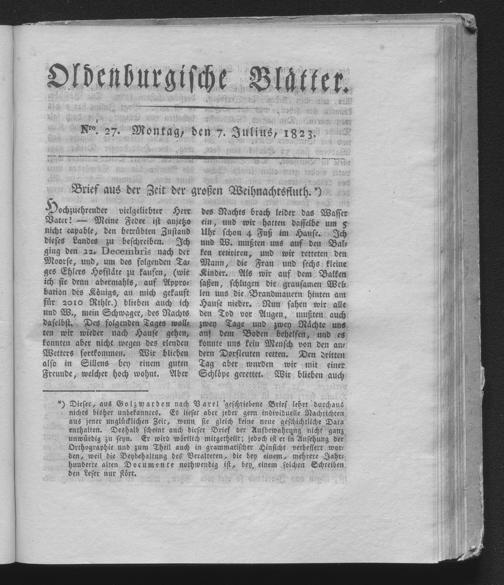 Oldenburgische Blätter.
Nro. 27. Montag, den 7. Julius, 1823.
Brief aus der Zeit der großen Weihnachtsfluth.*)
Hochzuehrender vielgeliebter Herr
Vater! — Meine Feder ist anjetzo
nicht capable, den betrübten Zustand
dieses Landes zu beschreiben. Ich
ging den 22. Decembris nach der
Moorse, und, um des folgenden Ta-
ges Ehlers Hofstäte zu kaufen, (wie
ich sie denn abermahls, auf Appro-
bation des Königs, an mich gekauft
für 2010 Rthlr.) blieben auch ich
und W., mein Schwager, des Nachts
daselbst. Des folgenden Tages woll-
ten wir wieder nach Hause gehen,
konnten aber nicht wegen des elenden
Wetters fortkommen. Wir blieben
also in Sillens bey einem guten
Freunde, welcher hoch wohnt. Aber
des Nachts brach leider das Wasser
ein, und wir hatten dasselbe um 5
Uhr schon 4 Fuß im Hause. Ich
und W. mußten uns auf den Bal-
ken retiriren, und wir retteten den
Mann, die Frau und sechs kleine
Kinder. Als wir auf dem Balken
saßen, schlugen die grausamen Wel-
len uns die Brandmauern hinten am
Hause nieder. Nun sahen wir alle
den Tod vor Augen, mußten auch
zwey Tage und zwey Nächte uns
auf dem Boden behelfen, und es
konnte uns kein Mensch von den an-
dern Dorfleuten retten. Den dritten
Tag aber wurden wir mit einer
Schlöpe gerettet. Wir blieben auch
*) Dieser, aus Golzwarden nach Varel geschriebene Brief lehrt durchaus
nichts bisher unbekanntes. Er liefert aber jeder gern individuelle Nachrichten
aus jener unglücklichen Zeit, wenn sie gleich keine neue geschichtliche Data
enthalten. Deshalb scheint auch dieser Brief der Aufbewahrung nicht ganz
unwürdig zu seyn. Er wird wörtlich mitgetheilt; jedoch ist er in Ansehung der
Orthographie und zum Theil auch in grammatischer Hinsicht verbessert wor-
den, weil die Beybehaltung des Veralteten, die bey einem, mehrere Jahr-
hunderte alten Documente nothwendig ist, bey einem solchen Schreiben
den Leser nur stört.